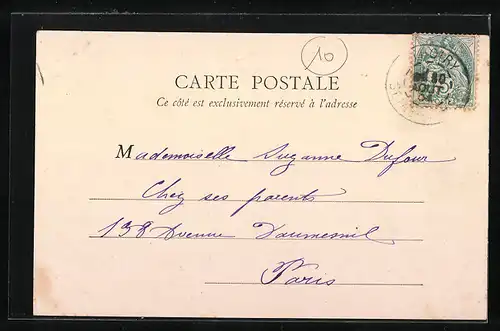 10
CARTE POSTALE
Ce côté est exclusivement réservé à l'adresse
Mademoiselle Suzanne Dufour
Chez ses parents
138 Avenue Daumesnil
Paris
AOUT